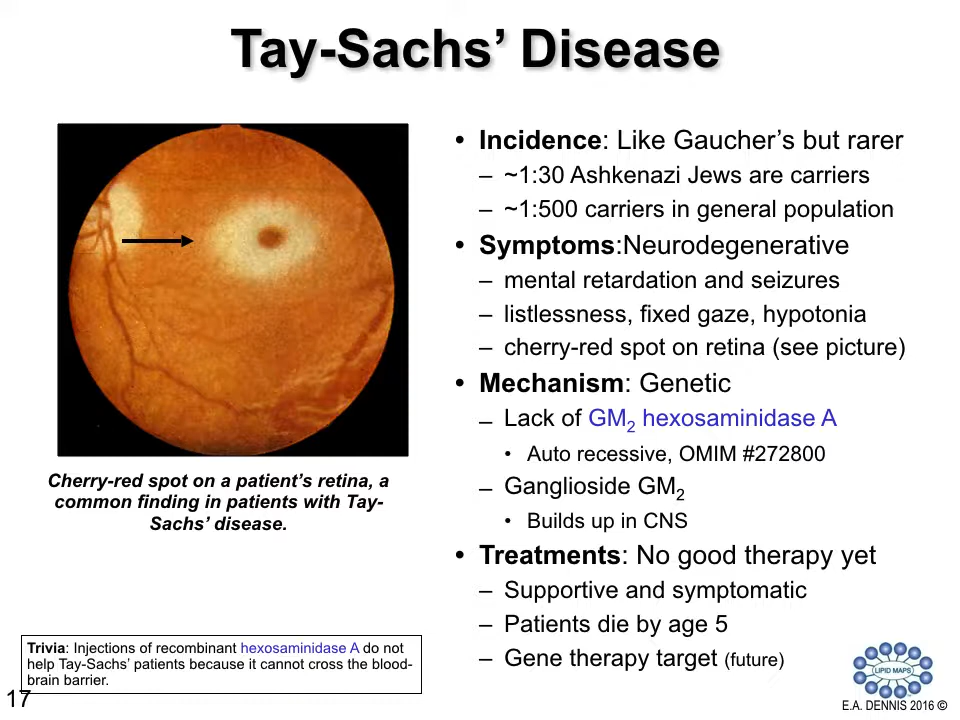 Tay-Sachs’ Disease
• Incidence: Like Gaucher’s but rarer
– ~1:30 Ashkenazi Jews are carriers
– ~1:500 carriers in general population
• Symptoms:Neurodegenerative
– mental retardation and seizures
– listlessness, fixed gaze, hypotonia
– cherry-red spot on retina (see picture)
• Mechanism: Genetic
– Lack of GM2 hexosaminidase A
• Auto recessive, OMIM #272800
– Ganglioside GM2
• Builds up in CNS
• Treatments: No good therapy yet
– Supportive and symptomatic
– Patients die by age 5
– Gene therapy target (future)
Cherry-red spot on a patient’s retina, a
common finding in patients with Tay-
Sachs’ disease.
Trivia: Injections of recombinant hexosaminidase A do not
help Tay-Sachs’ patients because it cannot cross the blood-
brain barrier.
17
LIPID MAPS
E.A. DENNIS 2016 ©